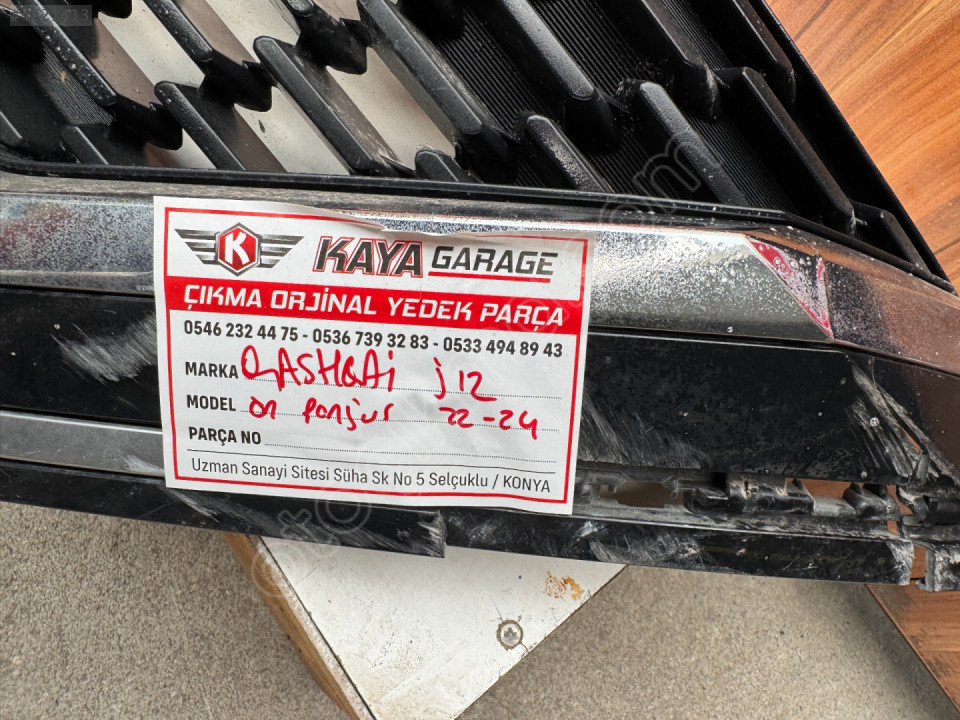 K
KAYA GARAGE
ÇIKMA ORJİNAL YEDEK PARÇA
0546 232 44 75 - 0536 739 32 83 - 0533 494 89 43
MARKA QASHQAi j12
MODEL ön panjur 22-24
PARÇA NO
Uzman Sanayi Sitesi Süha Sk No 5 Selçuklu / KONYA